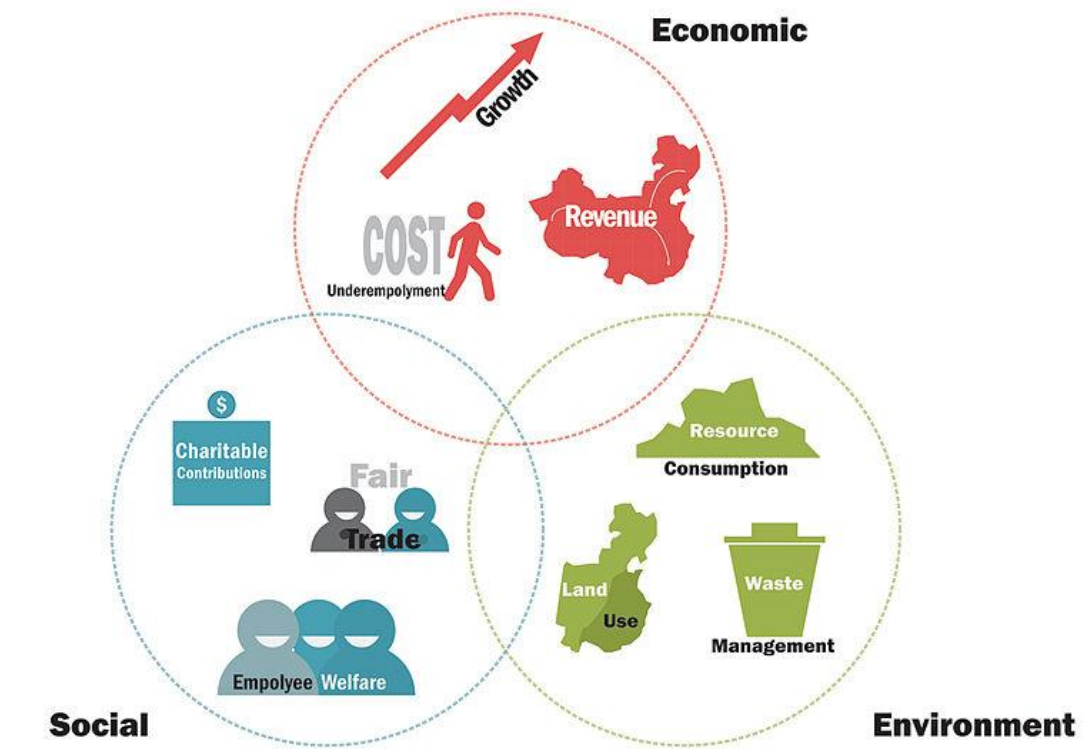 Economic
Growth
COST
Underempolyment
Revenue
$
Charitable
Contributions
Fair
Trade
Empolyee Welfare
Resource
Consumption
Land
Use
Waste
Management
Social
Environment